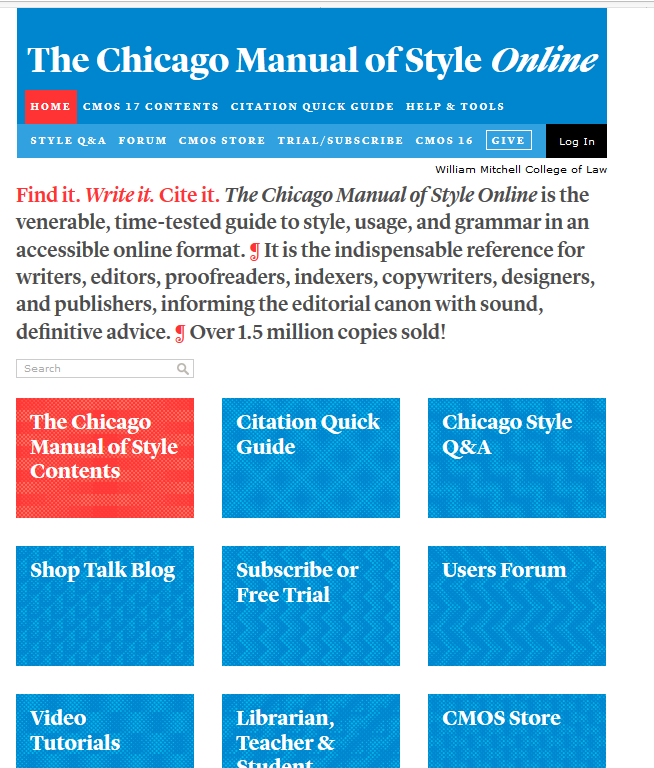 The Chicago Manual of Style Online
HOME CMOS 17 CONTENTS CITATION QUICK GUIDE HELP & TOOLS
STYLE Q&A FORUM CMOS STORE TRIAL/SUBSCRIBE CMOS 16 GIVE Log In
William Mitchell College of Law
Find it. Write it. Cite it. The Chicago Manual of Style Online is the
venerable, time-tested guide to style, usage, and grammar in an
accessible online format. ¶ It is the indispensable reference for
writers, editors, proofreaders, indexers, copywriters, designers,
and publishers, informing the editorial canon with sound,
definitive advice. ¶ Over 1.5 million copies sold!
Search
The Chicago
Manual of Style
Contents
Citation Quick
Guide
Chicago Style
Q&A
Shop Talk Blog
Subscribe or
Free Trial
Users Forum
Video
Tutorials
Librarian,
Teacher &
Student
CMOS Store